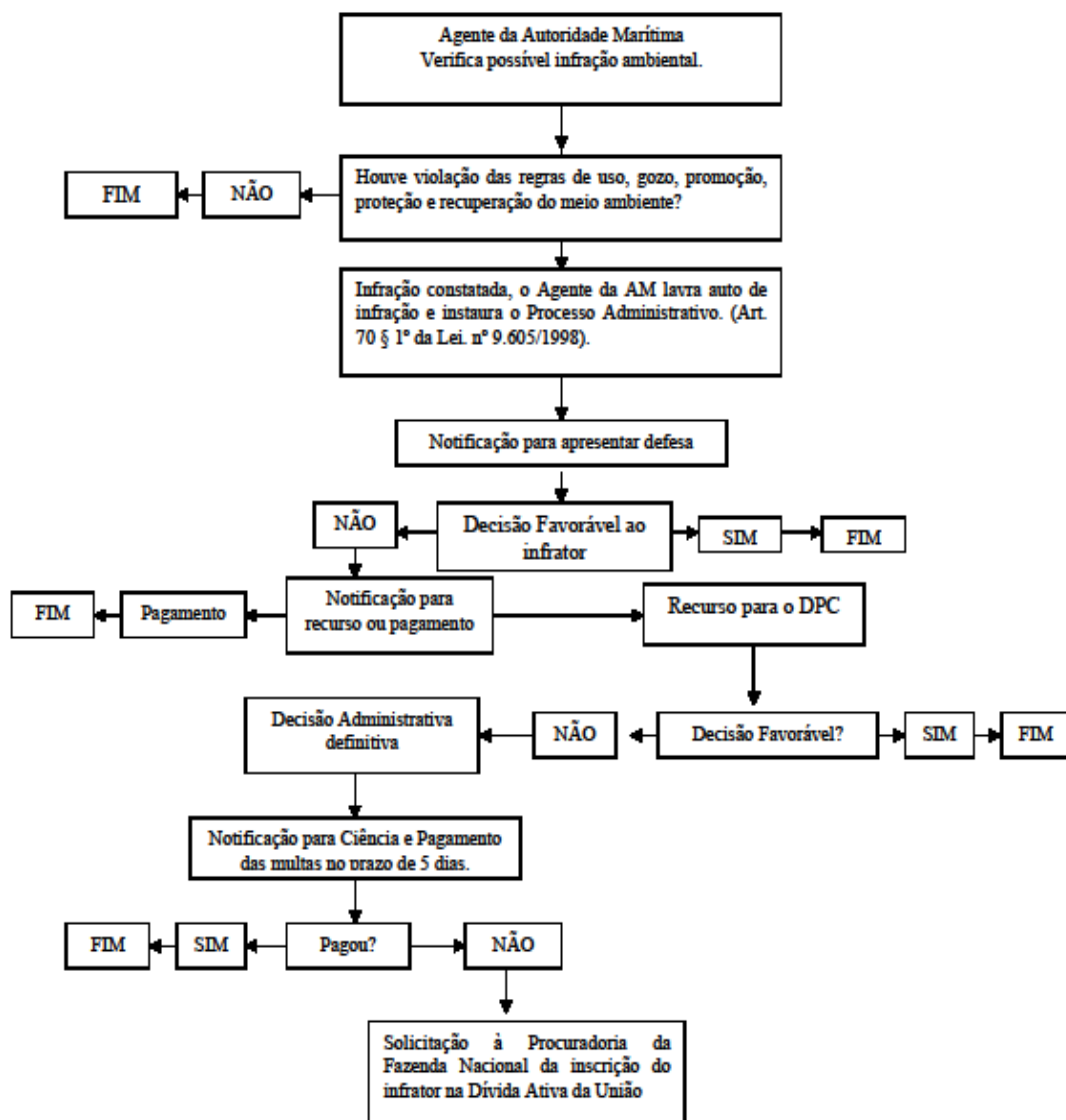 Agente da Autoridade Marítima
Verifica possível infração ambiental.
FIM
NÃO
Houve violação das regras de uso, gozo, promoção,
proteção e recuperação do meio ambiente?
Infração constatada, o Agente da AM lavra auto de
infração e instaura o Processo Administrativo. (Art.
70 § 1º da Lei. nº 9.605/1998).
Notificação para apresentar defesa
NÃO
Decisão Favorável ao
infrator
SIM
FIM
FIM
Pagamento
Notificação para
recurso ou pagamento
Recurso para o DPC
Decisão Administrativa
definitiva
NÃO
Decisão Favorável?
SIM
FIM
Notificação para Ciência e Pagamento
das multas no prazo de 5 dias.
FIM
SIM
Pagou?
NÃO
Solicitação à Procuradoria da
Fazenda Nacional da inscrição do
infrator na Dívida Ativa da União